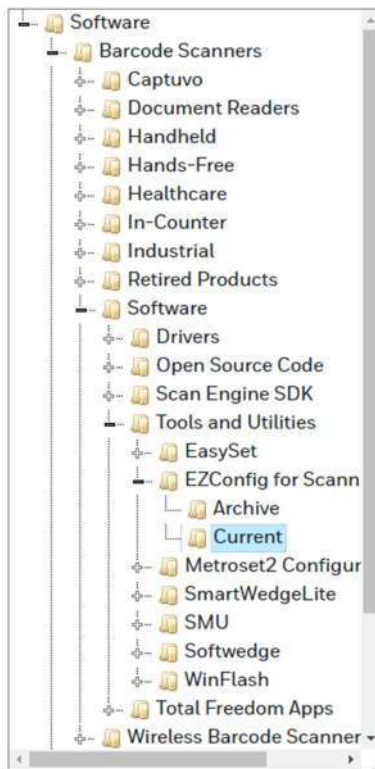 Software
Barcode Scanners
Captuvo
Document Readers
Handheld
Hands-Free
Healthcare
In-Counter
Industrial
Retired Products
Software
Drivers
Open Source Code
Scan Engine SDK
Tools and Utilities
EasySet
EZConfig for Scann
Archive
Current
Metroset2 Configur
SmartWedgeLite
SMU
Softwedge
WinFlash
Total Freedom Apps
Wireless Barcode Scanner